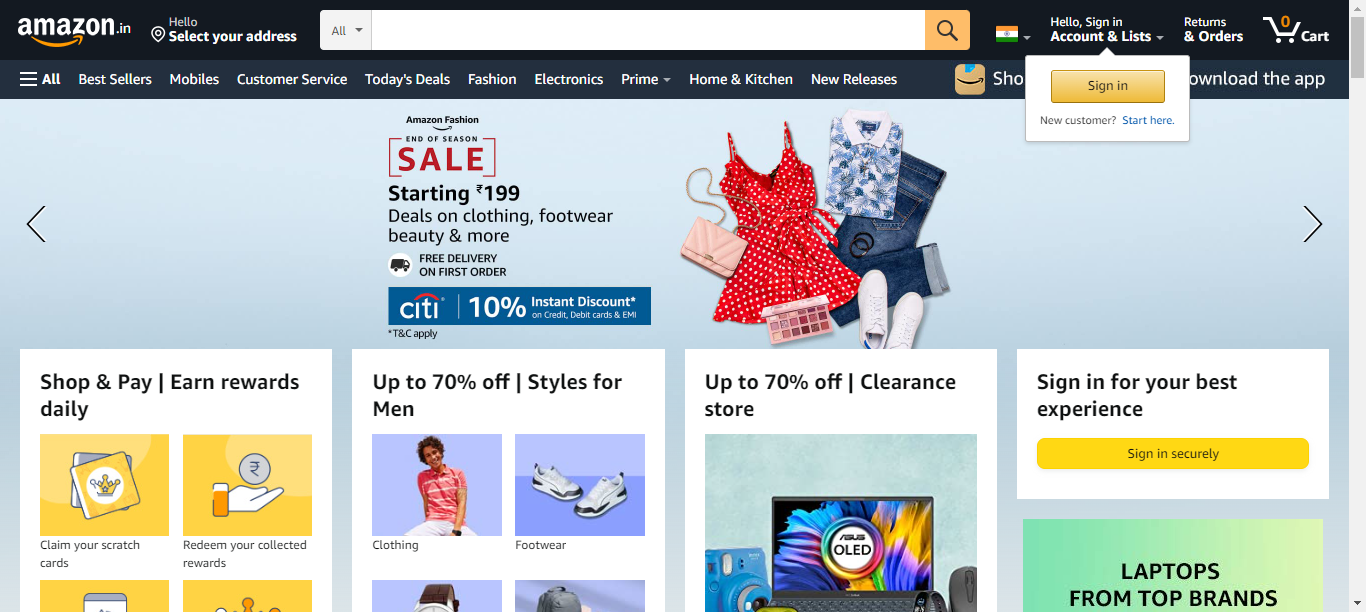 amazon.in
Hello
Select your address
All
Hello, Sign in
Account & Lists
Returns
& Orders
0
Cart
All
Best Sellers
Mobiles
Customer Service
Today's Deals
Fashion
Electronics
Prime
Home & Kitchen
New Releases
Sho
ownload the app
Sign in
New customer? Start here.
Amazon Fashion
END OF SEASON
SALE
Starting ₹199
Deals on clothing, footwear
beauty & more
FREE DELIVERY
ON FIRST ORDER
citi
10%
Instant Discount*
on Credit, Debit cards & EMI
*T&C apply
Shop & Pay | Earn rewards
daily
₹
Claim your scratch
cards
Redeem your collected
rewards
Up to 70% off | Styles for
Men
Clothing
Footwear
Up to 70% off | Clearance
store
ASUS
OLED
Sign in for your best
experience
Sign in securely
LAPTOPS
FROM TOP BRANDS